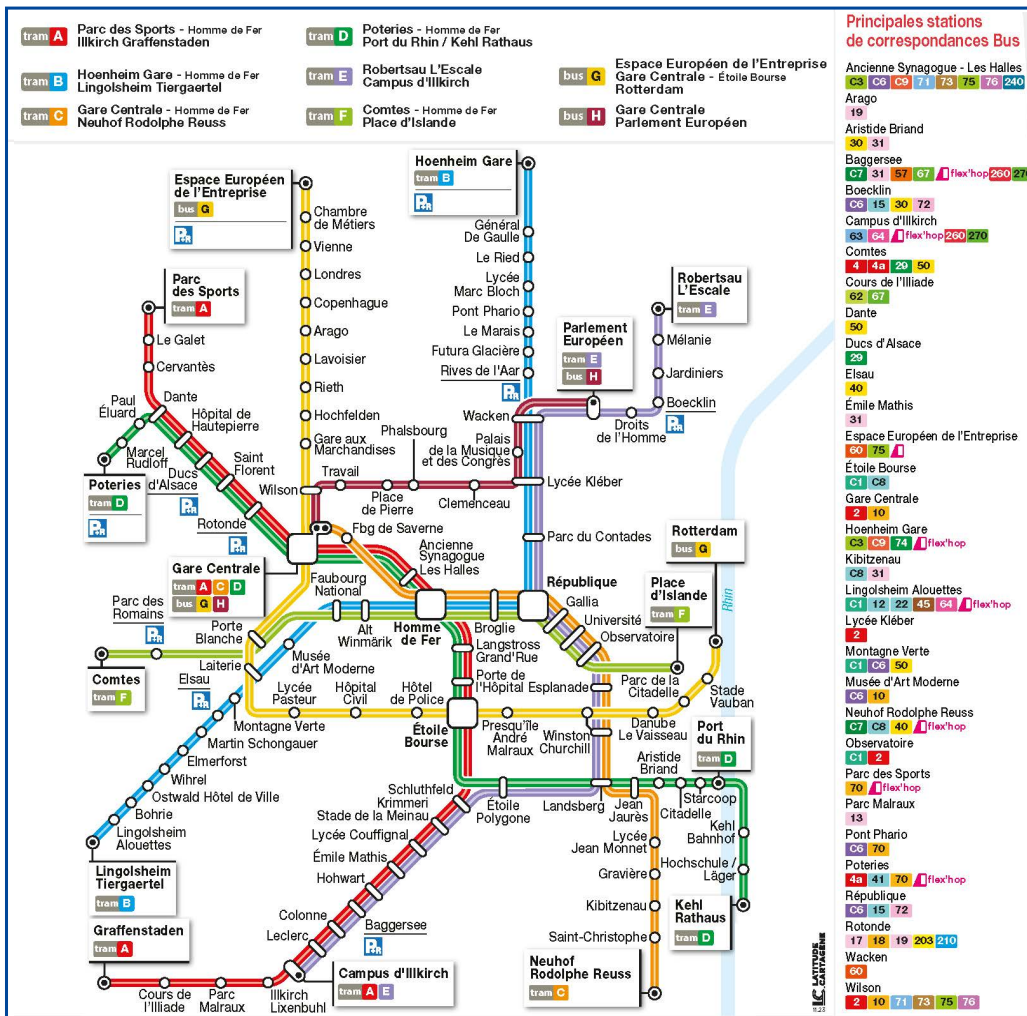 tram A Parc des Sports - Homme de Fer
Illkirch Graffenstaden
tram B Hoenheim Gare - Homme de Fer
Lingolsheim Tiergaertel
tram C Gare Centrale - Homme de Fer
Neuhof Rodolphe Reuss
tram D Poteries - Homme de Fer
Port du Rhin / Kehl Rathaus
tram E Robertsau L'Escale
Campus d'Illkirch
tram F Comtes - Homme de Fer
Place d'Islande
bus G Espace Européen de l'Entreprise
Gare Centrale - Étoile Bourse
Rotterdam
bus H Gare Centrale
Parlement Européen
Espace Européen
de l'Entreprise
bus G
P+R
Chambre
de Métiers
Vienne
Londres
Copenhague
Arago
Lavoisier
Rieth
Hochfelden
Gare aux
Marchandises
Wilson
Hoenheim Gare
tram B
P+R
Général
De Gaulle
Le Ried
Lycée
Marc Bloch
Pont Phario
Le Marais
Futura Glacière
Rives de l'Aar
P+R
Wacken
Palais
de la Musique
et des Congrès
Lycée Kléber
Parc du Contades
République
Robertsau
L'Escale
tram E
Mélanie
Jardiniers
Boecklin
P+R
Droits
de l'Homme
Parlement
Européen
tram E
bus H
Parc
des Sports
tram A
Le Galet
Cervantès
Dante
Paul
Éluard
Marcel
Rudloff
Poteries
tram D
P+R
Hôpital de
Hautepierre
Ducs
d'Alsace
P+R
Saint
Florent
Rotonde
P+R
Gare Centrale
tram A C D
bus G H
Travail
Phalsbourg
Place
de Pierre
Clemenceau
Fbg de Saverne
Ancienne
Synagogue
Les Halles
Faubourg
National
Alt
Winmärik
Homme
de Fer
Broglie
Gallia
Université
Observatoire
Place
d'Islande
tram F
Rotterdam
bus G
Rhin
Parc des
Romains
P+R
Porte
Blanche
Comtes
tram F
Laiterie
Musée
d'Art Moderne
Elsau
P+R
Montagne Verte
Martin Schongauer
Elmerforst
Wihrel
Ostwald Hôtel de Ville
Bohrie
Lingolsheim
Alouettes
Lingolsheim
Tiergaertel
tram B
Lycée
Pasteur
Hôpital
Civil
Hôtel
de Police
Étoile
Bourse
Langstross
Grand'Rue
Porte de
l'Hôpital
Esplanade
Presqu'île
André
Malraux
Winston
Churchill
Danube
Le Vaisseau
Parc de la
Citadelle
Stade
Vauban
Port
du Rhin
tram D
Aristide
Briand
Citadelle
Starcoop
Kehl
Bahnhof
Hochschule /
Läger
Kehl
Rathaus
tram D
Landsberg
Étoile
Polygone
Jean
Jaurès
Lycée
Jean Monnet
Gravière
Kibitzenau
Saint-Christophe
Neuhof
Rodolphe Reuss
tram C
Schluthfeld
Krimmeri
Stade de la Meinau
Lycée Couffignal
Émile Mathis
Hohwart
Baggersee
P+R
Colonne
Leclerc
Campus d'Illkirch
tram A E
Illkirch
Lixenbuhl
Parc
Malraux
Cours de
l'Illiade
Graffenstaden
tram A
LATITUDE
CARTAGÈNE
LC
11.23
Principales stations
de correspondances Bus
Ancienne Synagogue - Les Halles
C3 C6 C9 71 73 75 76 240
Arago
19
Aristide Briand
30 31
Baggersee
C7 31 57 67 flex'hop 260 270
Boecklin
C6 15 30 72
Campus d'Illkirch
63 64 flex'hop 260 270
Comtes
4 4a 29 50
Cours de l'Illiade
62 67
Dante
50
Ducs d'Alsace
29
Elsau
40
Émile Mathis
31
Espace Européen de l'Entreprise
60 75
Étoile Bourse
C1 C8
Gare Centrale
2 10
Hoenheim Gare
C3 C9 74 flex'hop
Kibitzenau
C8 31
Lingolsheim Alouettes
C1 12 22 45 64 flex'hop
Lycée Kléber
2
Montagne Verte
C1 C6 50
Musée d'Art Moderne
C6 10
Neuhof Rodolphe Reuss
C7 C8 40 flex'hop
Observatoire
C1 2
Parc des Sports
70 flex'hop
Parc Malraux
13
Pont Phario
C6 70
Poteries
4a 41 70 flex'hop
République
C6 15 72
Rotonde
17 18 19 203 210
Wacken
60
Wilson
2 10 71 73 75 76